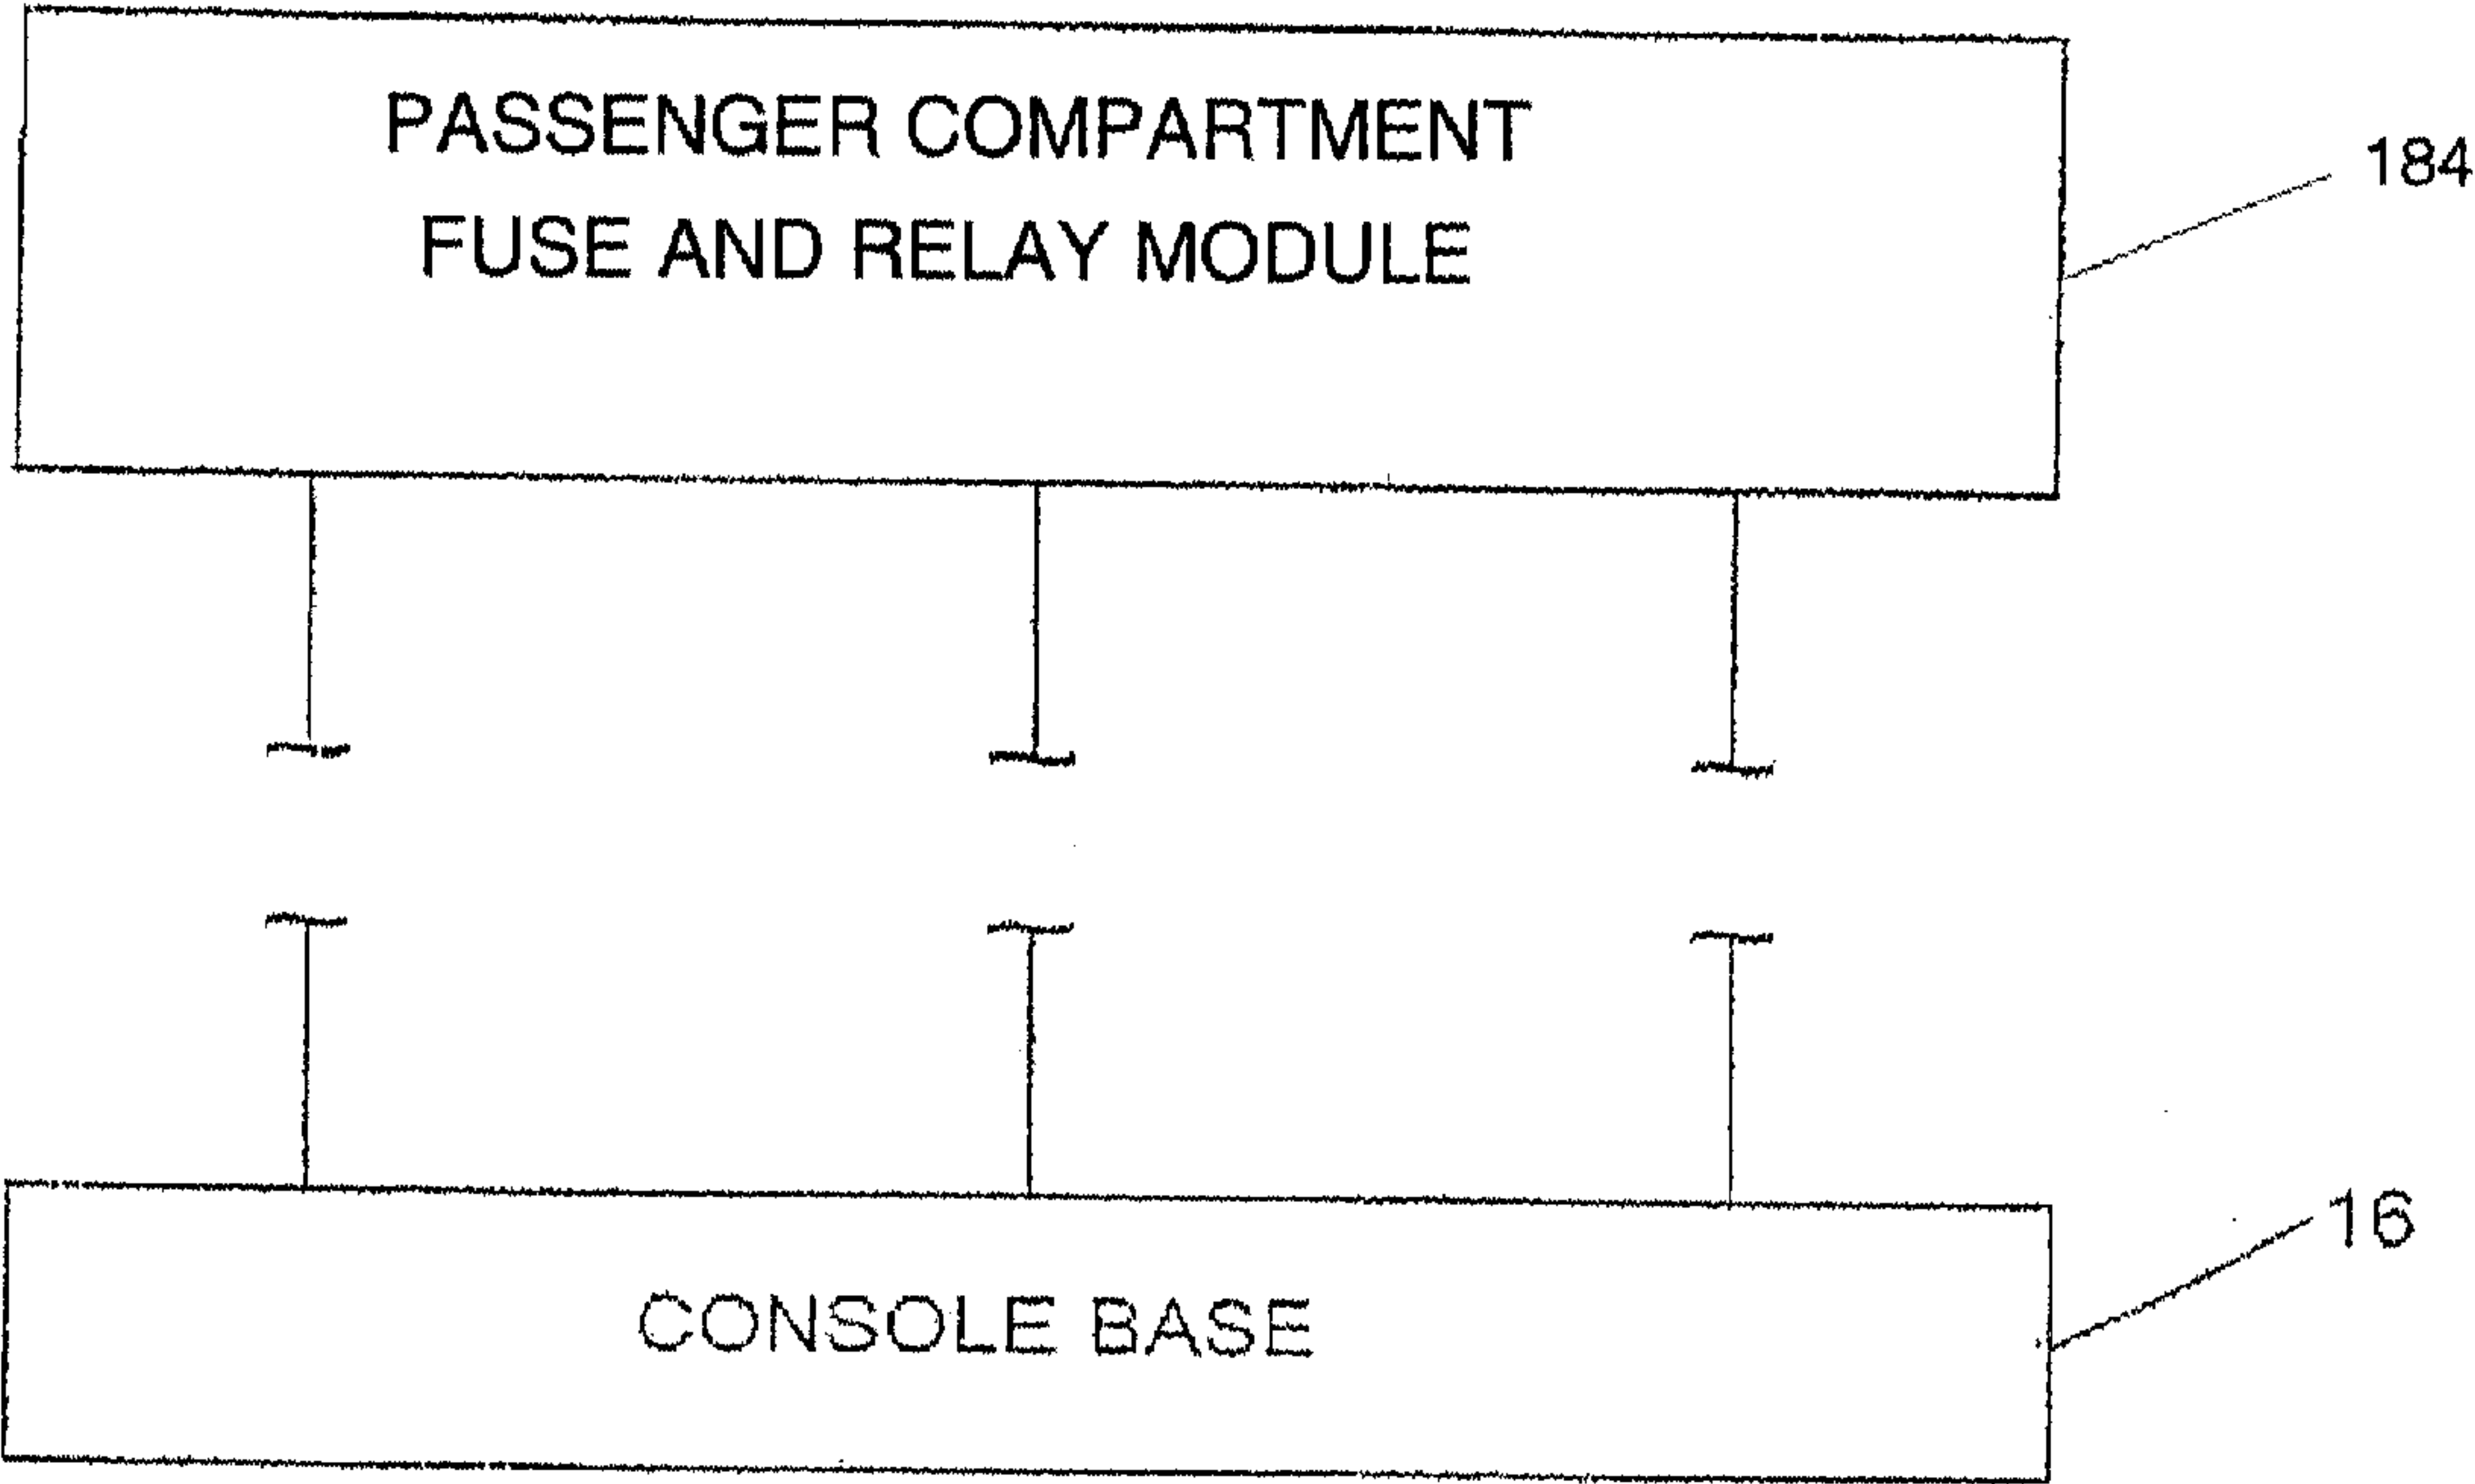 PASSENGER COMPARTMENT
FUSE AND RELAY MODULE
184
CONSOLE BASE
16